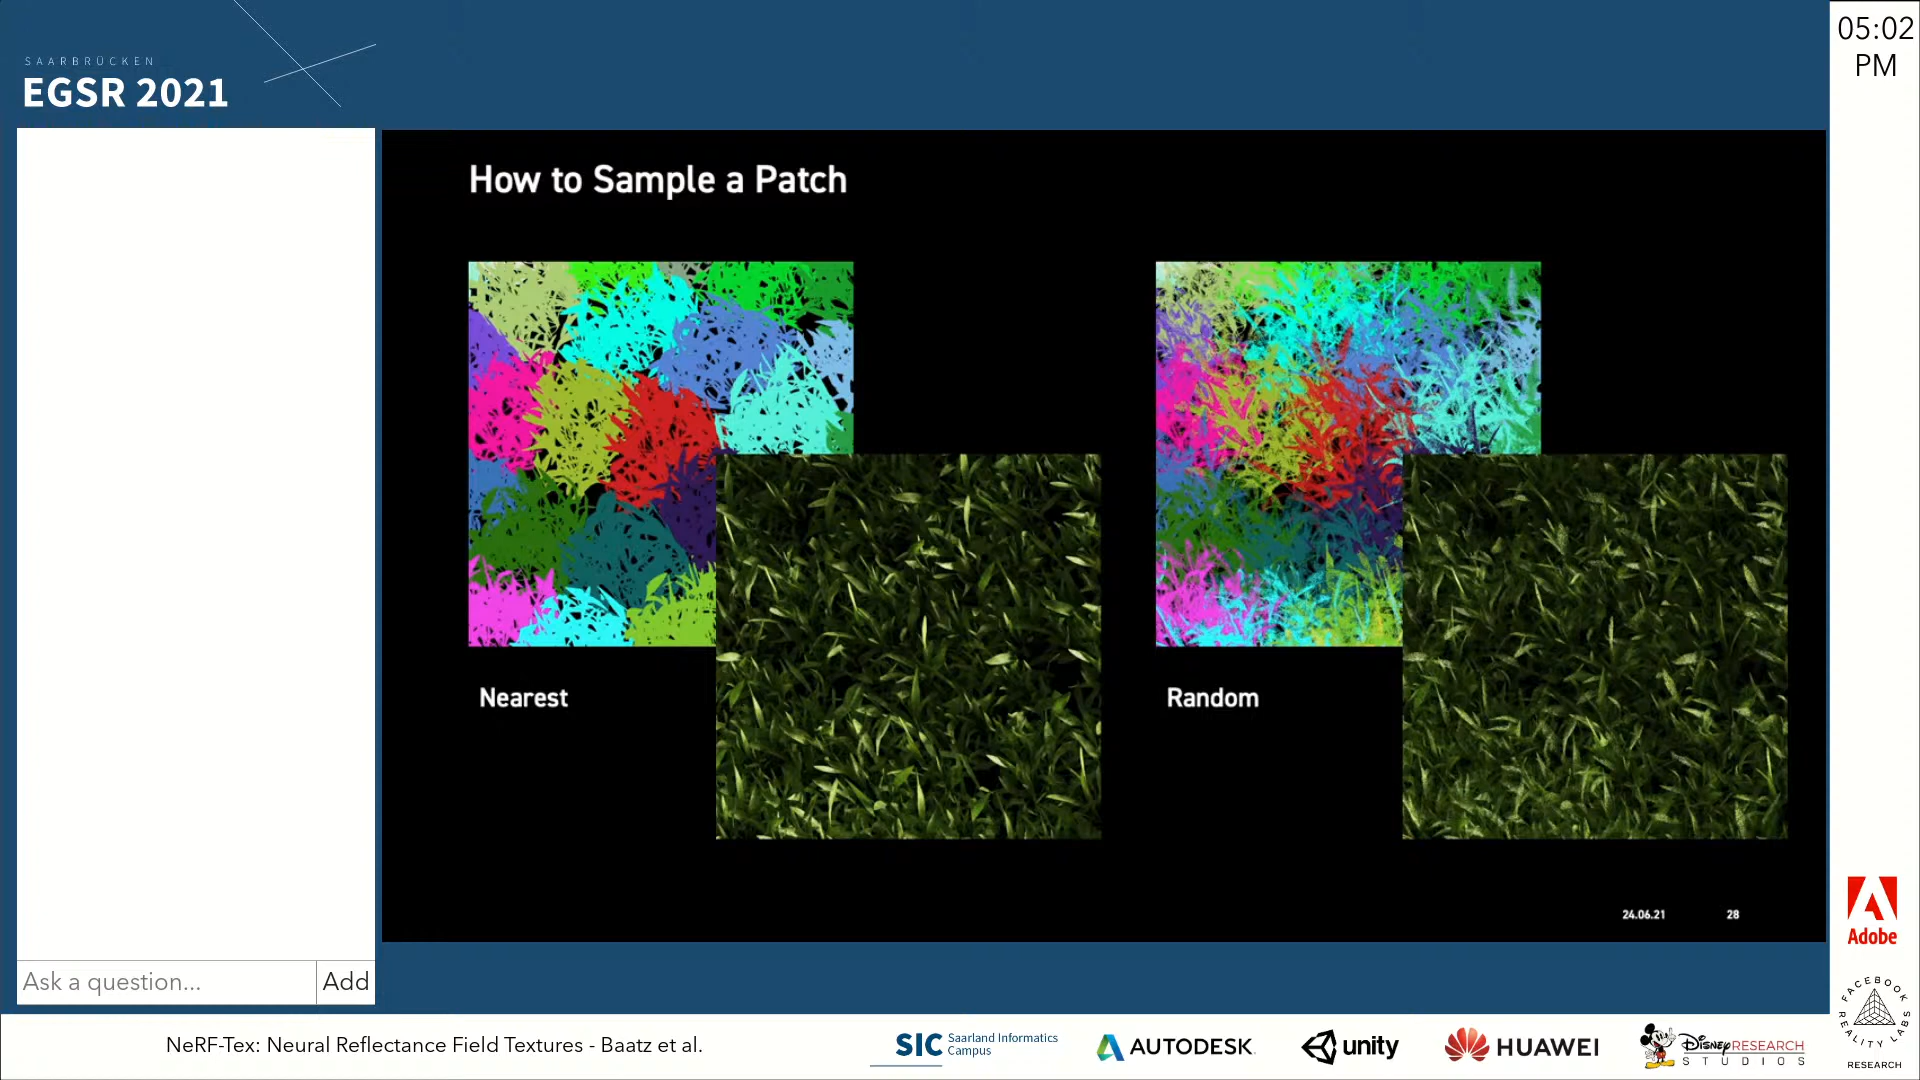 SAARBRÜCKEN
EGSR 2021
05:02
PM
How to Sample a Patch
Nearest
Random
24.06.21
28
Ask a question...
Add
NeRF-Tex: Neural Reflectance Field Textures - Baatz et al.
SIC Saarland Informatics
Campus
AUTODESK
unity
HUAWEI
Disney RESEARCH
STUDIOS
Adobe
FACEBOOK
REALITY LABS
RESEARCH